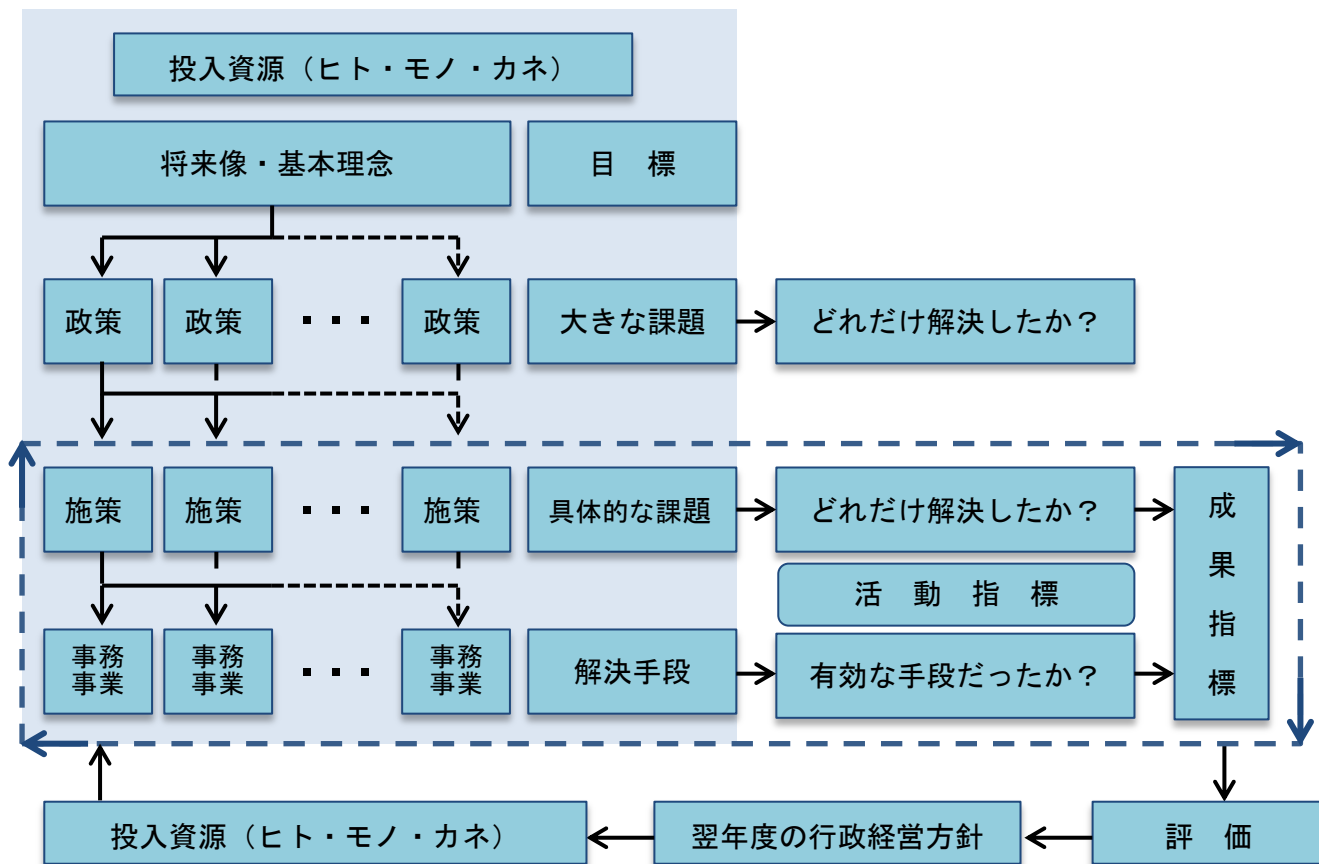 投入資源(ヒト・モノ・カネ)
将来像・基本理念
目 標
政策
政策
・・・
政策
大きな課題
どれだけ解決したか?
施策
施策
・・・
施策
具体的な課題
どれだけ解決したか?
成果指標
活 動 指 標
事務
事業
事務
事業
・・・
事務
事業
解決手段
有効な手段だったか?
投入資源(ヒト・モノ・カネ)
翌年度の行政経営方針
評 価